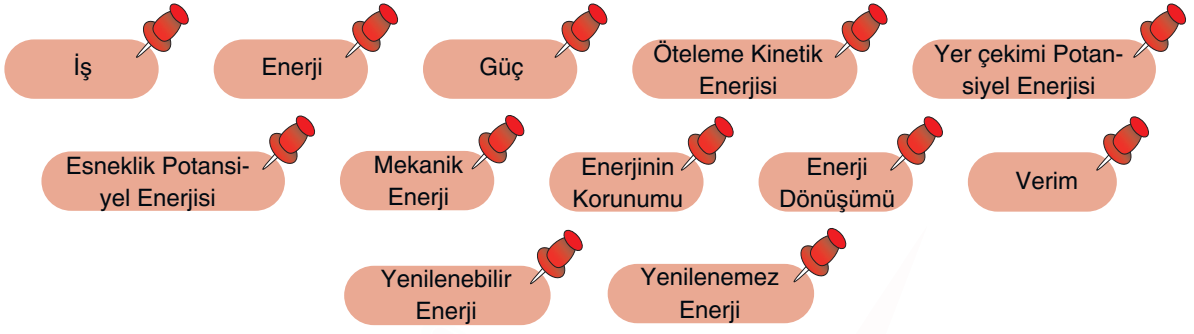 İş
Enerji
Güç
Öteleme Kinetik
Enerjisi
Yer çekimi Potan-
siyel Enerjisi
Esneklik Potansi-
yel Enerjisi
Mekanik
Enerji
Enerjinin
Korunumu
Enerji
Dönüşümü
Verim
Yenilenebilir
Enerji
Yenilenemez
Enerji